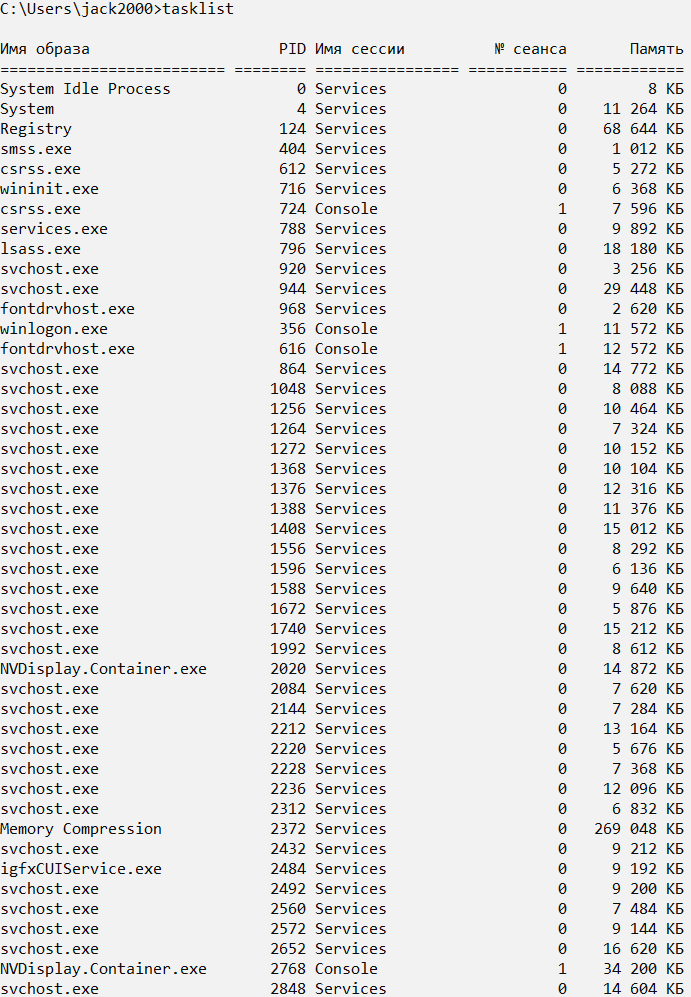 C:\Users\jack2000>tasklist
Имя образа PID Имя сессии № сеанса Память
========================= ======== ================ =========== ============
System Idle Process 0 Services 0 8 КБ
System 4 Services 0 11 264 КБ
Registry 124 Services 0 68 644 КБ
smss.exe 404 Services 0 1 012 КБ
csrss.exe 612 Services 0 5 272 КБ
wininit.exe 716 Services 0 6 368 КБ
csrss.exe 724 Console 1 7 596 КБ
services.exe 788 Services 0 9 892 КБ
lsass.exe 796 Services 0 18 180 КБ
svchost.exe 920 Services 0 3 256 КБ
svchost.exe 944 Services 0 29 448 КБ
fontdrvhost.exe 968 Services 0 2 620 КБ
winlogon.exe 356 Console 1 11 572 КБ
fontdrvhost.exe 616 Console 1 12 572 КБ
svchost.exe 864 Services 0 14 772 КБ
svchost.exe 1048 Services 0 8 088 КБ
svchost.exe 1256 Services 0 10 464 КБ
svchost.exe 1264 Services 0 7 324 КБ
svchost.exe 1272 Services 0 10 152 КБ
svchost.exe 1368 Services 0 10 104 КБ
svchost.exe 1376 Services 0 12 316 КБ
svchost.exe 1388 Services 0 11 376 КБ
svchost.exe 1408 Services 0 15 012 КБ
svchost.exe 1556 Services 0 8 292 КБ
svchost.exe 1596 Services 0 6 136 КБ
svchost.exe 1588 Services 0 9 640 КБ
svchost.exe 1672 Services 0 5 876 КБ
svchost.exe 1740 Services 0 15 212 КБ
svchost.exe 1992 Services 0 8 612 КБ
NVDisplay.Container.exe 2020 Services 0 14 872 КБ
svchost.exe 2084 Services 0 7 620 КБ
svchost.exe 2144 Services 0 7 284 КБ
svchost.exe 2212 Services 0 13 164 КБ
svchost.exe 2220 Services 0 5 676 КБ
svchost.exe 2228 Services 0 7 368 КБ
svchost.exe 2236 Services 0 12 096 КБ
svchost.exe 2312 Services 0 6 832 КБ
Memory Compression 2372 Services 0 269 048 КБ
svchost.exe 2432 Services 0 9 212 КБ
igfxCUIService.exe 2484 Services 0 9 192 КБ
svchost.exe 2492 Services 0 9 200 КБ
svchost.exe 2560 Services 0 7 484 КБ
svchost.exe 2572 Services 0 9 144 КБ
svchost.exe 2652 Services 0 16 620 КБ
NVDisplay.Container.exe 2768 Console 1 34 200 КБ
svchost.exe 2848 Services 0 14 604 КБ